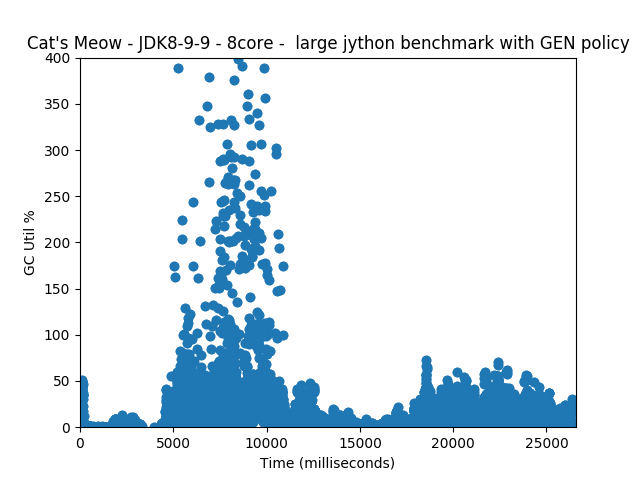 Cat's Meow - JDK8-9-9 - 8core -  large jython benchmark with GEN policy
400
350
300
250
200
150
100
50
0
GC Util %
0 5000 10000 15000 20000 25000
Time (milliseconds)